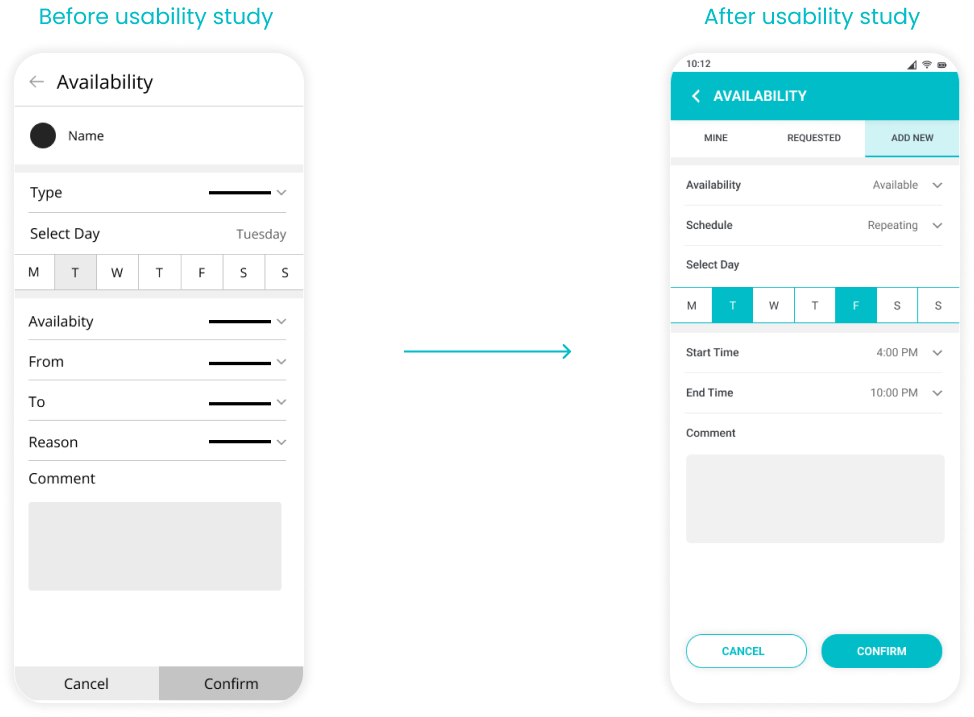 Before usability study
After usability study
Availability
Name
Type
Select Day Tuesday
M T W T F S S
Availabity
From
To
Reason
Comment
Cancel Confirm
10:12
AVAILABILITY
MINE REQUESTED ADD NEW
Availability Available
Schedule Repeating
Select Day
M T W T F S S
Start Time 4:00 PM
End Time 10:00 PM
Comment
CANCEL CONFIRM